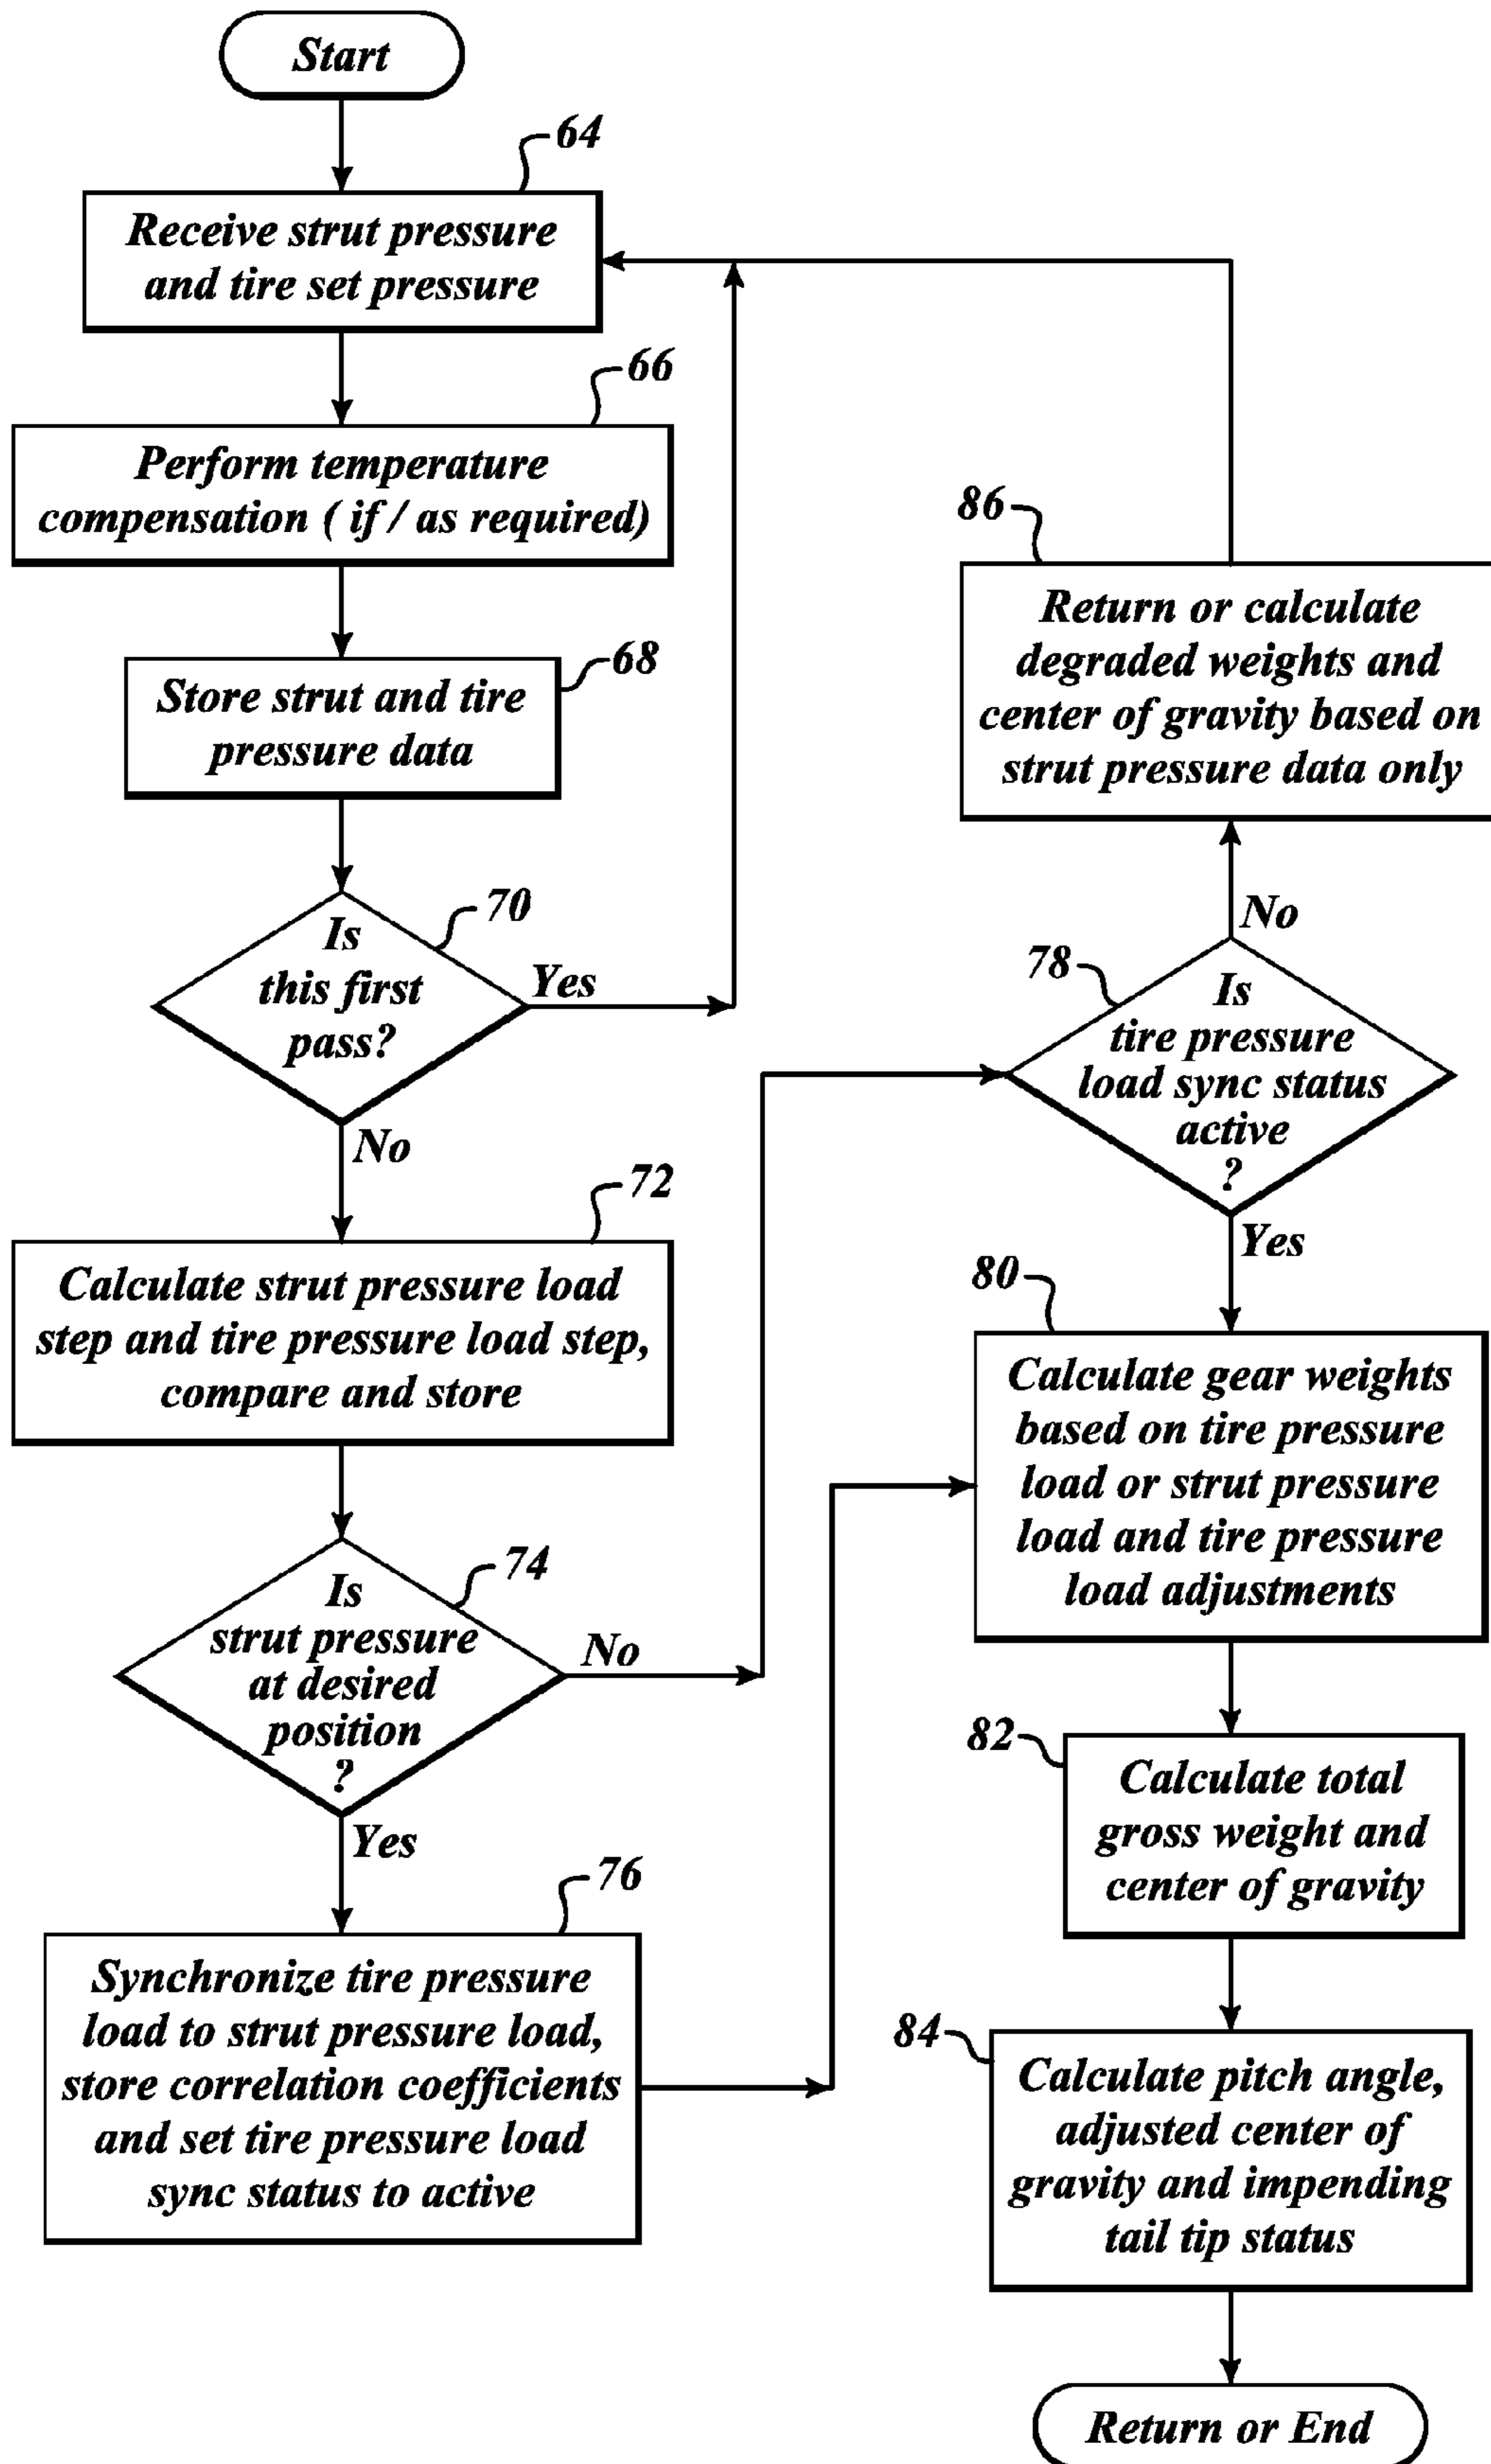 Start
64
Receive strut pressure
and tire set pressure
66
Perform temperature
compensation ( if / as required)
68
Store strut and tire
pressure data
70
Is
this first
pass?
Yes
No
72
Calculate strut pressure load
step and tire pressure load step,
compare and store
74
Is
strut pressure
at desired
position
?
No
Yes
76
Synchronize tire pressure
load to strut pressure load,
store correlation coefficients
and set tire pressure load
sync status to active
86
Return or calculate
degraded weights and
center of gravity based on
strut pressure data only
No
78
Is
tire pressure
load sync status
active
?
Yes
80
Calculate gear weights
based on tire pressure
load or strut pressure
load and tire pressure
load adjustments
82
Calculate total
gross weight and
center of gravity
84
Calculate pitch angle,
adjusted center of
gravity and impending
tail tip status
Return or End